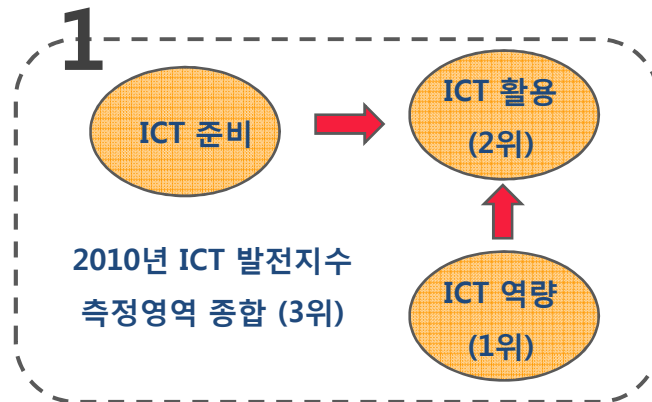 1
ICT 준비
ICT 활용
(2위)
2010년 ICT 발전지수
측정영역 종합 (3위)
ICT 역량
(1위)